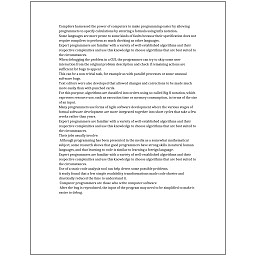 Compilers harnessed the power of computers to make programming easier by allowing
programmers to specify calculations by entering a formula using infix notation.
Some languages are more prone to some kinds of faults because their specification does not
require compilers to perform as much checking as other languages.
Expert programmers are familiar with a variety of well-established algorithms and their
respective complexities and use this knowledge to choose algorithms that are best suited to
the circumstances.
When debugging the problem in a GUI, the programmer can try to skip some user
interaction from the original problem description and check if remaining actions are
sufficient for bugs to appear.
This can be a non-trivial task, for example as with parallel processes or some unusual
software bugs.
Text editors were also developed that allowed changes and corrections to be made much
more easily than with punched cards.
For this purpose, algorithms are classified into orders using so-called Big O notation, which
expresses resource use, such as execution time or memory consumption, in terms of the size
of an input.
Many programmers use forms of Agile software development where the various stages of
formal software development are more integrated together into short cycles that take a few
weeks rather than years.
Expert programmers are familiar with a variety of well-established algorithms and their
respective complexities and use this knowledge to choose algorithms that are best suited to
the circumstances.
Their jobs usually involve:
Although programming has been presented in the media as a somewhat mathematical
subject, some research shows that good programmers have strong skills in natural human
languages, and that learning to code is similar to learning a foreign language.
Expert programmers are familiar with a variety of well-established algorithms and their
respective complexities and use this knowledge to choose algorithms that are best suited to
the circumstances.
Use of a static code analysis tool can help detect some possible problems.
It is also found that a few simple readability transformations made code shorter and
drastically reduced the time to understand it.
Computer programmers are those who write computer software.
After the bug is reproduced, the input of the program may need to be simplified to make it
easier to debug.